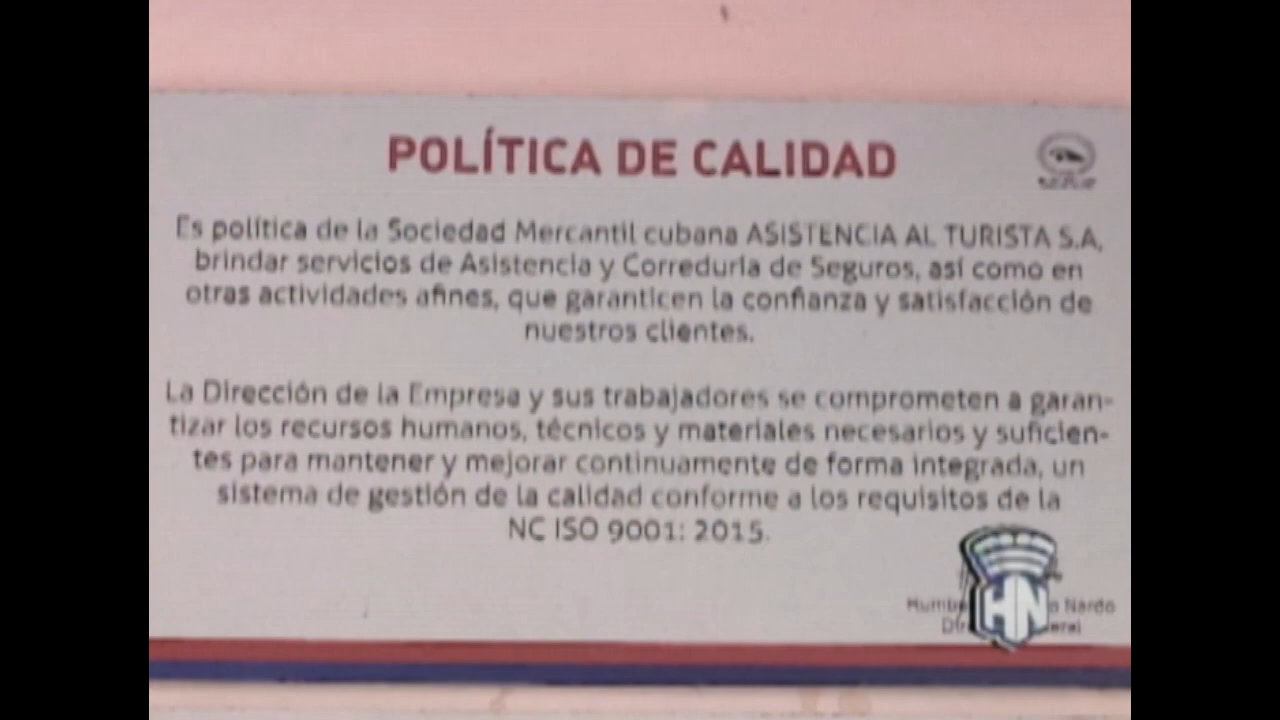 POLÍTICA DE CALIDAD
Es política de la Sociedad Mercantil cubana ASISTENCIA AL TURISTA S.A,
brindar servicios de Asistencia y Correduría de Seguros, así como en
otras actividades afines, que garanticen la confianza y satisfacción de
nuestros clientes.
La Dirección de la Empresa y sus trabajadores se comprometen a garan-
tizar los recursos humanos, técnicos y materiales necesarios y suficien-
tes para mantener y mejorar continuamente de forma integrada, un
sistema de gestión de la calidad conforme a los requisitos de la
NC ISO 9001: 2015.
HN
Nardo